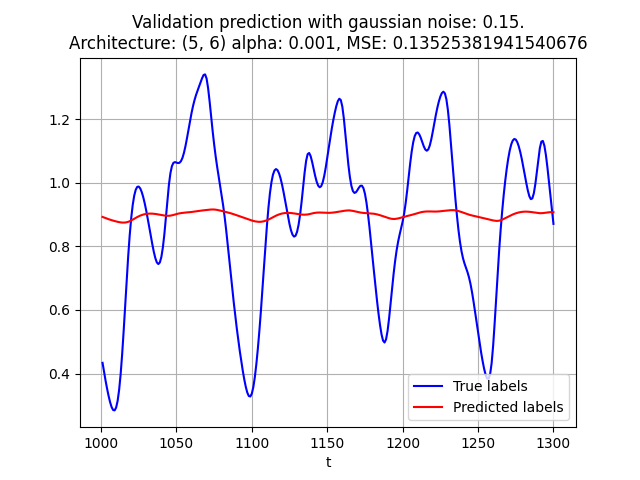 Validation prediction with gaussian noise: 0.15.
Architecture: (5, 6) alpha: 0.001, MSE: 0.13525381941540676
1.2
1.0
0.8
0.6
0.4
True labels
Predicted labels
1000 1050 1100 1150 1200 1250 1300
t